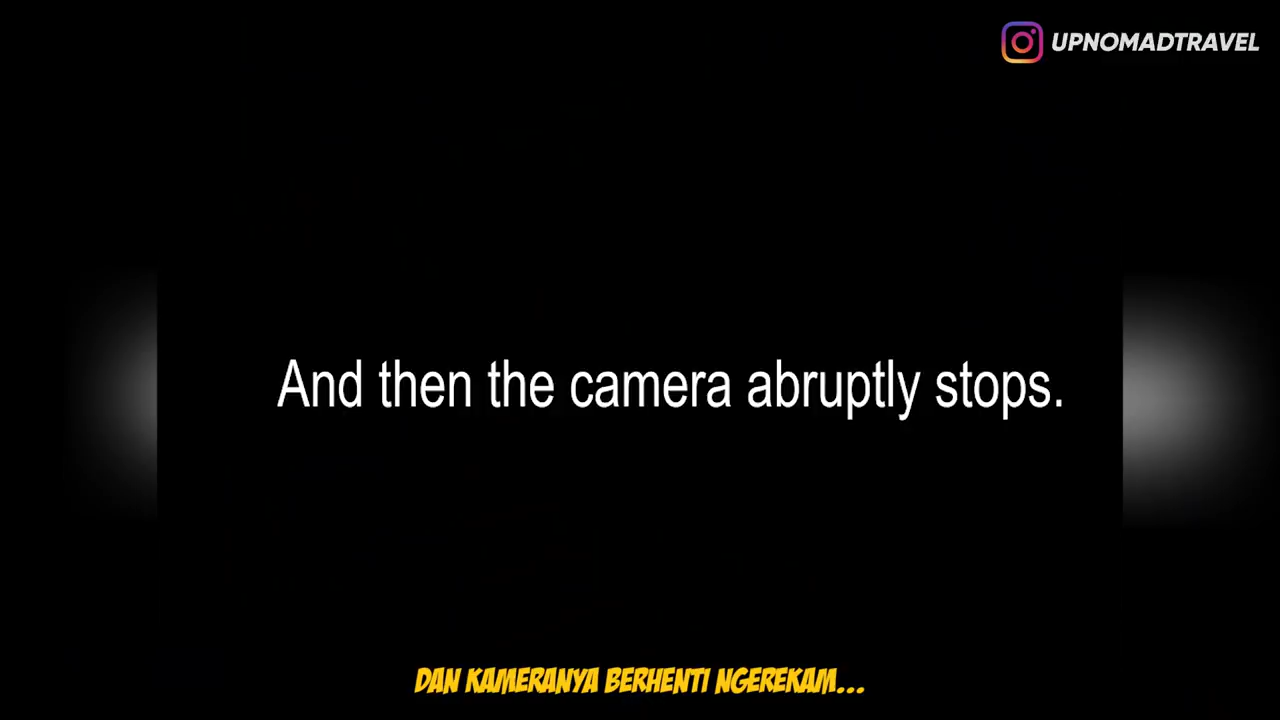 UPNOMADTRAVEL
And then the camera abruptly stops.
DAN KAMERANYA BERHENTI NGEREKAM...